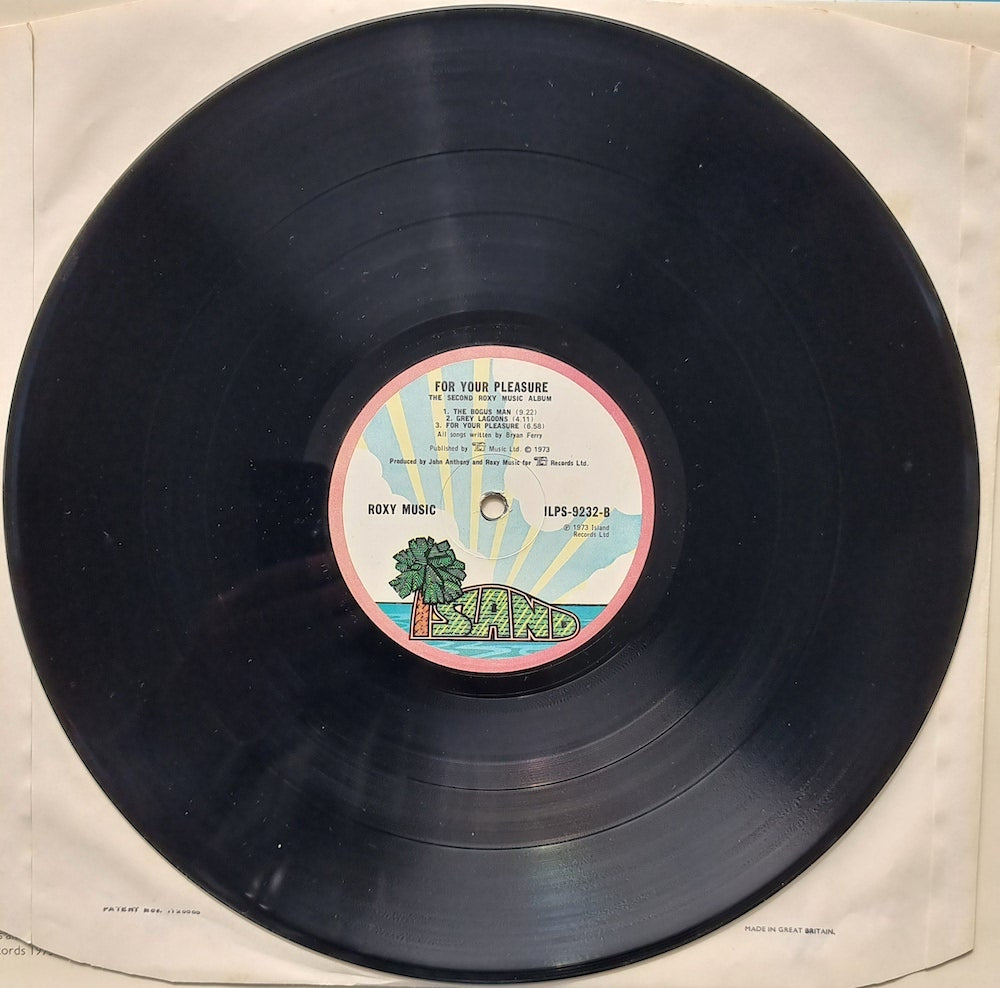 FOR YOUR PLEASURE
THE SECOND ROXY MUSIC ALBUM
1. THE BOGUS MAN (9.22)
2. GREY LAGOONS (4.11)
3. FOR YOUR PLEASURE (6.58)
All songs written by Bryan Ferry
Published by Music Ltd. © 1973
Produced by John Anthony and Roxy Music for Records Ltd.
ROXY MUSIC
ILPS-9232-B
℗ 1973 Island
Records Ltd
ISLAND
PATENT NOS.
MADE IN GREAT BRITAIN.